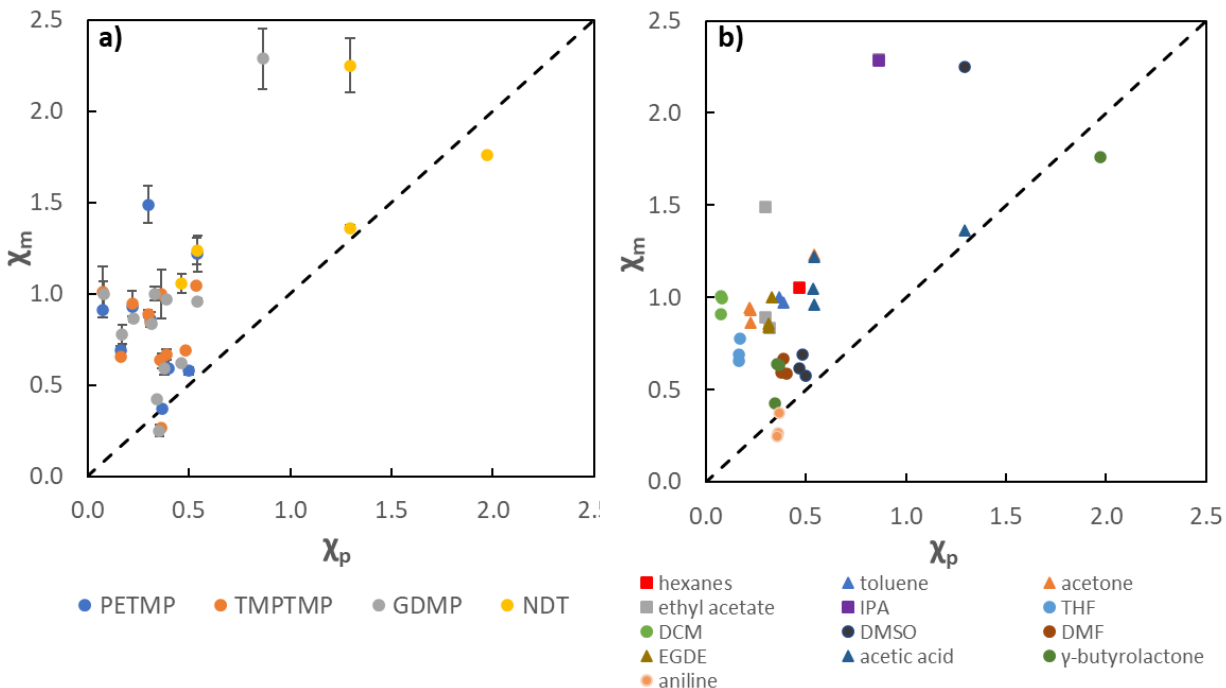 a)
2.5
2.0
1.5
1.0
0.5
0.0
χm
0.0 0.5 1.0 1.5 2.0 2.5
χp
PETMP TMPTMP GDMP NDT
b)
2.5
2.0
1.5
1.0
0.5
0.0
χm
0.0 0.5 1.0 1.5 2.0 2.5
χp
hexanes toluene acetone
ethyl acetate IPA THF
DCM DMSO DMF
EGDE acetic acid γ-butyrolactone
aniline